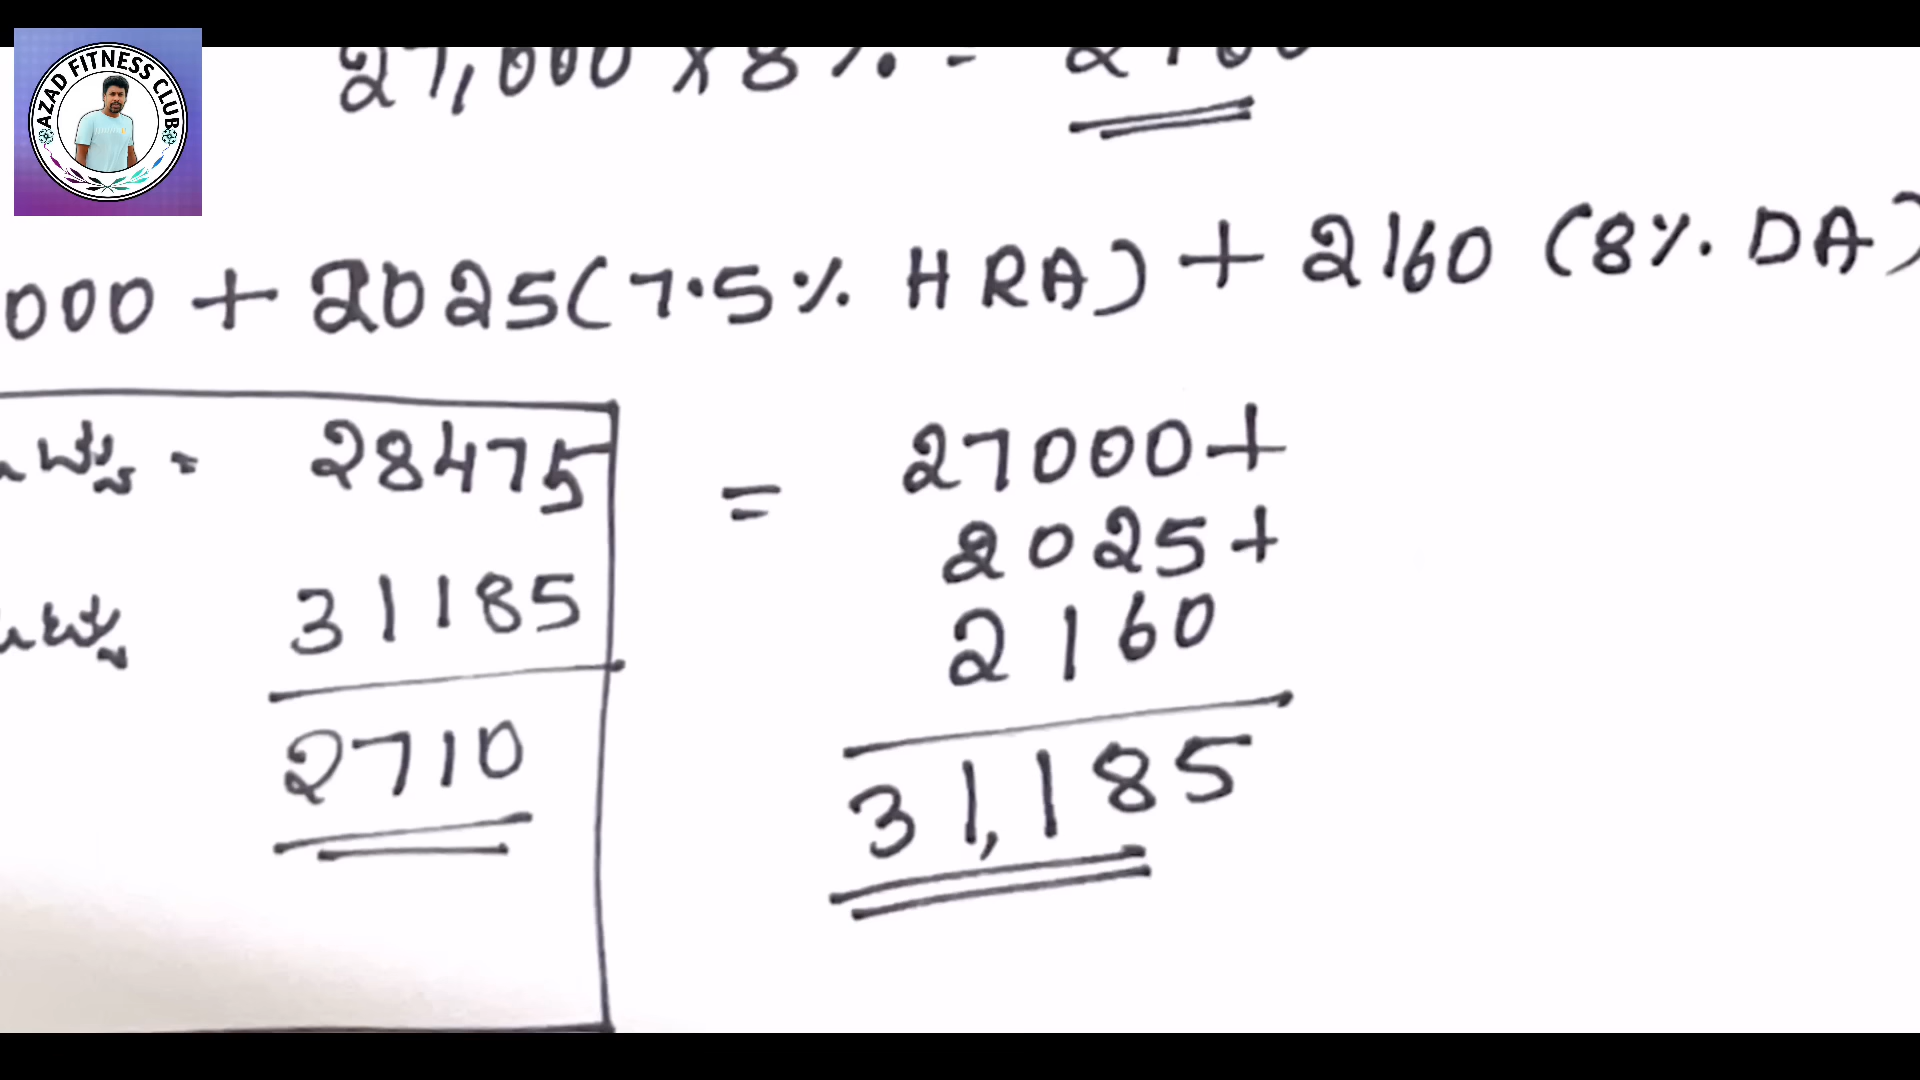 AZAD FITNESS CLUB
27,000 x 8%. -
000 + 2025 (7.5% HRA) + 2160 (8%. DA)
= 28475
31185
2710
= 27000+
2025+
2160
31,185